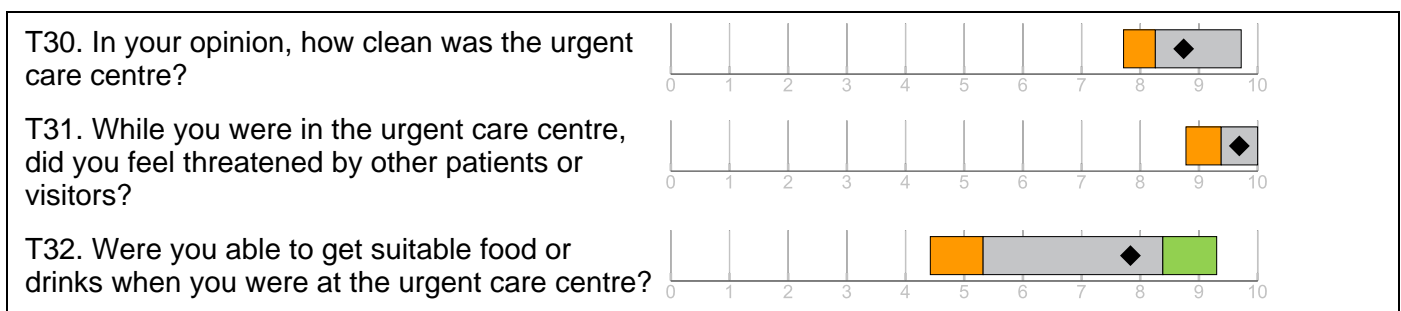 T30. In your opinion, how clean was the urgent
care centre?
0 1 2 3 4 5 6 7 8 9 10
T31. While you were in the urgent care centre,
did you feel threatened by other patients or
visitors?
0 1 2 3 4 5 6 7 8 9 10
T32. Were you able to get suitable food or
drinks when you were at the urgent care centre?
0 1 2 3 4 5 6 7 8 9 10